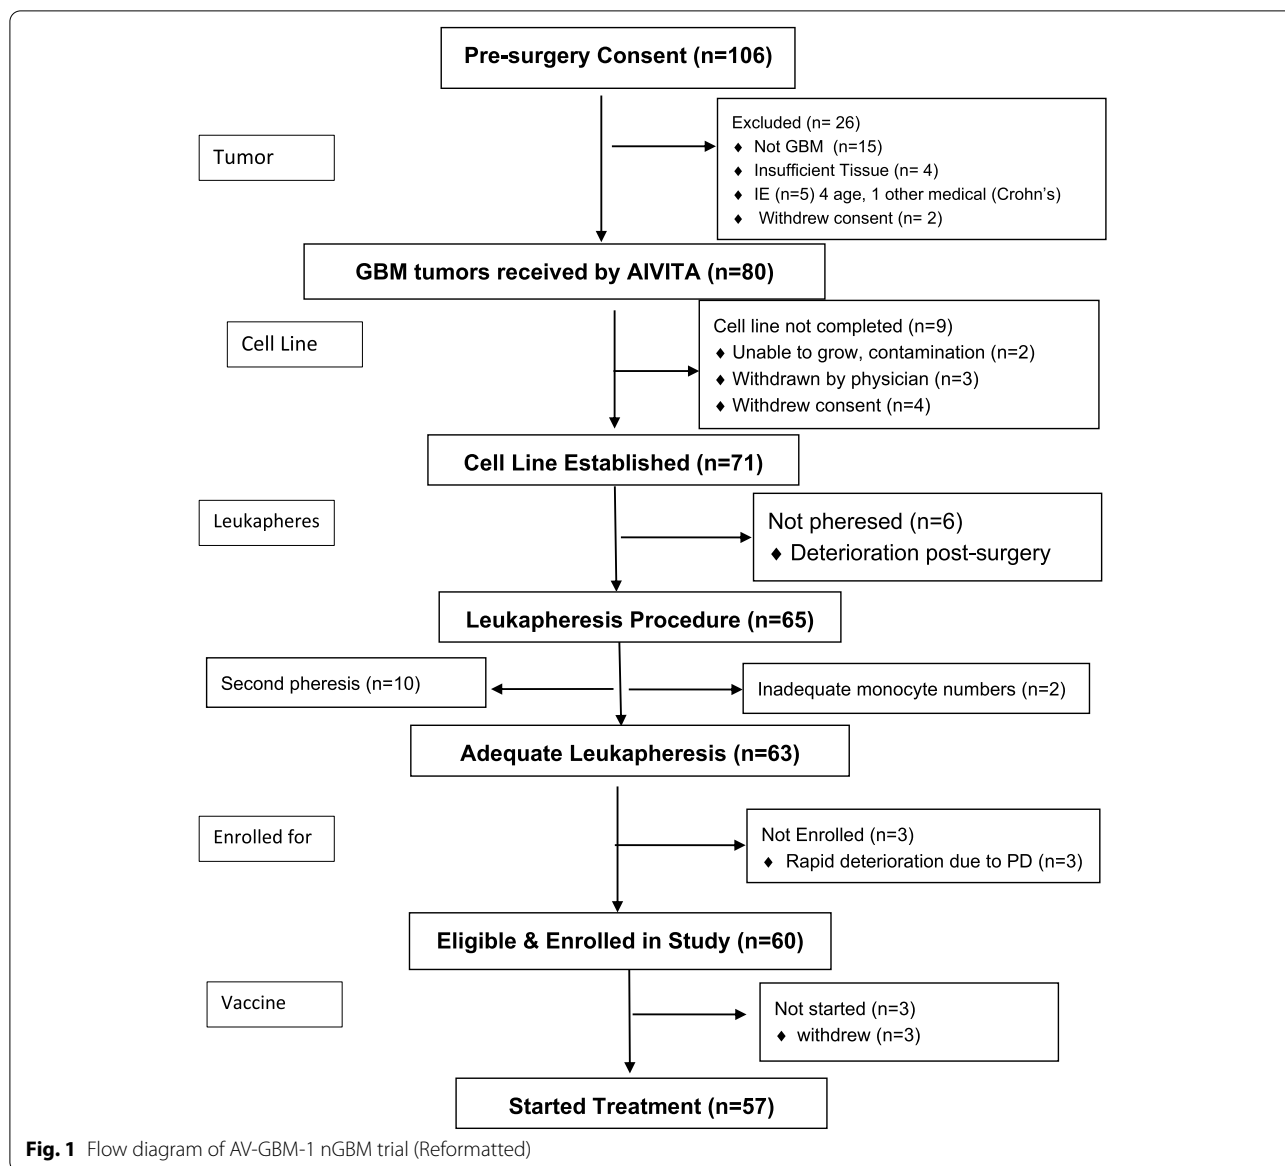 Pre-surgery Consent (n=106)
Tumor
Excluded (n= 26)
♦ Not GBM (n=15)
♦ Insufficient Tissue (n= 4)
♦ IE (n=5) 4 age, 1 other medical (Crohn's)
♦ Withdrew consent (n= 2)
GBM tumors received by AIVITA (n=80)
Cell Line
Cell line not completed (n=9)
♦ Unable to grow, contamination (n=2)
♦ Withdrawn by physician (n=3)
♦ Withdrew consent (n=4)
Cell Line Established (n=71)
Leukapheres
Not pheresed (n=6)
♦ Deterioration post-surgery
Leukapheresis Procedure (n=65)
Second pheresis (n=10)
Inadequate monocyte numbers (n=2)
Adequate Leukapheresis (n=63)
Enrolled for
Not Enrolled (n=3)
♦ Rapid deterioration due to PD (n=3)
Eligible & Enrolled in Study (n=60)
Vaccine
Not started (n=3)
♦ withdrew (n=3)
Started Treatment (n=57)
Fig. 1 Flow diagram of AV-GBM-1 nGBM trial (Reformatted)